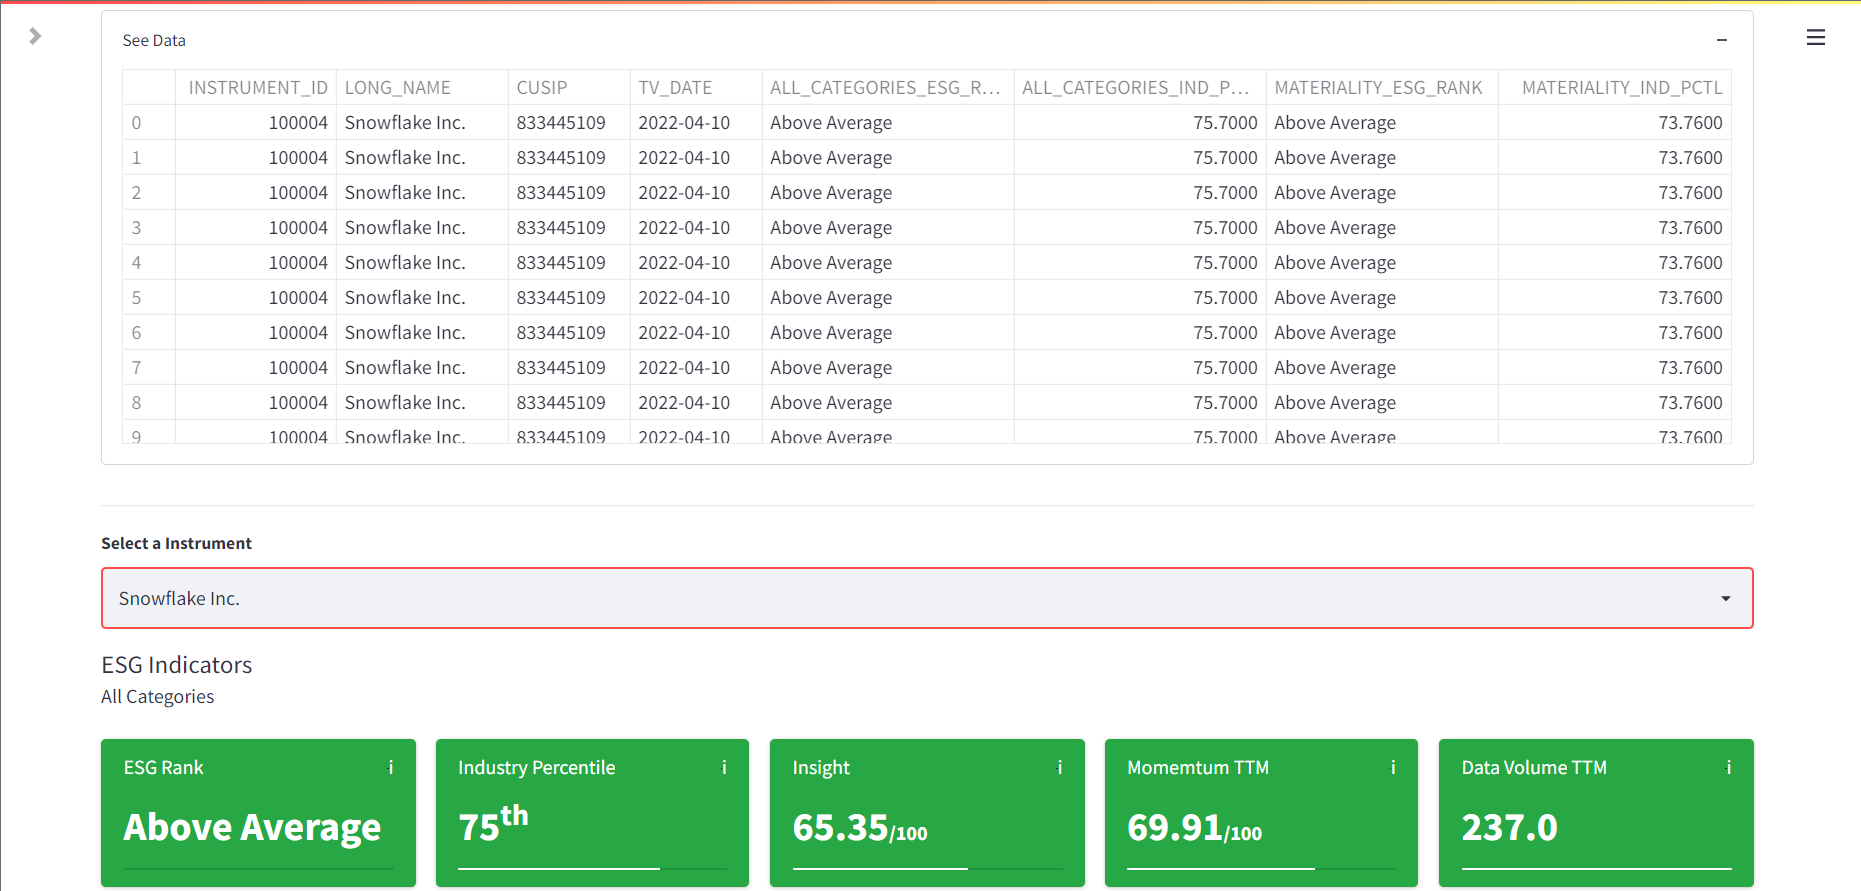 See Data
INSTRUMENT_ID LONG_NAME CUSIP TV_DATE ALL_CATEGORIES_ESG_R... ALL_CATEGORIES_IND_P... MATERIALITY_ESG_RANK MATERIALITY_IND_PCTL
0 100004 Snowflake Inc. 833445109 2022-04-10 Above Average 75.7000 Above Average 73.7600
1 100004 Snowflake Inc. 833445109 2022-04-10 Above Average 75.7000 Above Average 73.7600
2 100004 Snowflake Inc. 833445109 2022-04-10 Above Average 75.7000 Above Average 73.7600
3 100004 Snowflake Inc. 833445109 2022-04-10 Above Average 75.7000 Above Average 73.7600
4 100004 Snowflake Inc. 833445109 2022-04-10 Above Average 75.7000 Above Average 73.7600
5 100004 Snowflake Inc. 833445109 2022-04-10 Above Average 75.7000 Above Average 73.7600
6 100004 Snowflake Inc. 833445109 2022-04-10 Above Average 75.7000 Above Average 73.7600
7 100004 Snowflake Inc. 833445109 2022-04-10 Above Average 75.7000 Above Average 73.7600
8 100004 Snowflake Inc. 833445109 2022-04-10 Above Average 75.7000 Above Average 73.7600
9 100004 Snowflake Inc. 833445109 2022-04-10 Above Average 75.7000 Above Average 73.7600
Select a Instrument
Snowflake Inc.
ESG Indicators
All Categories
ESG Rank i Industry Percentile i Insight i Momemtum TTM i Data Volume TTM i
Above Average 75th 65.35/100 69.91/100 237.0